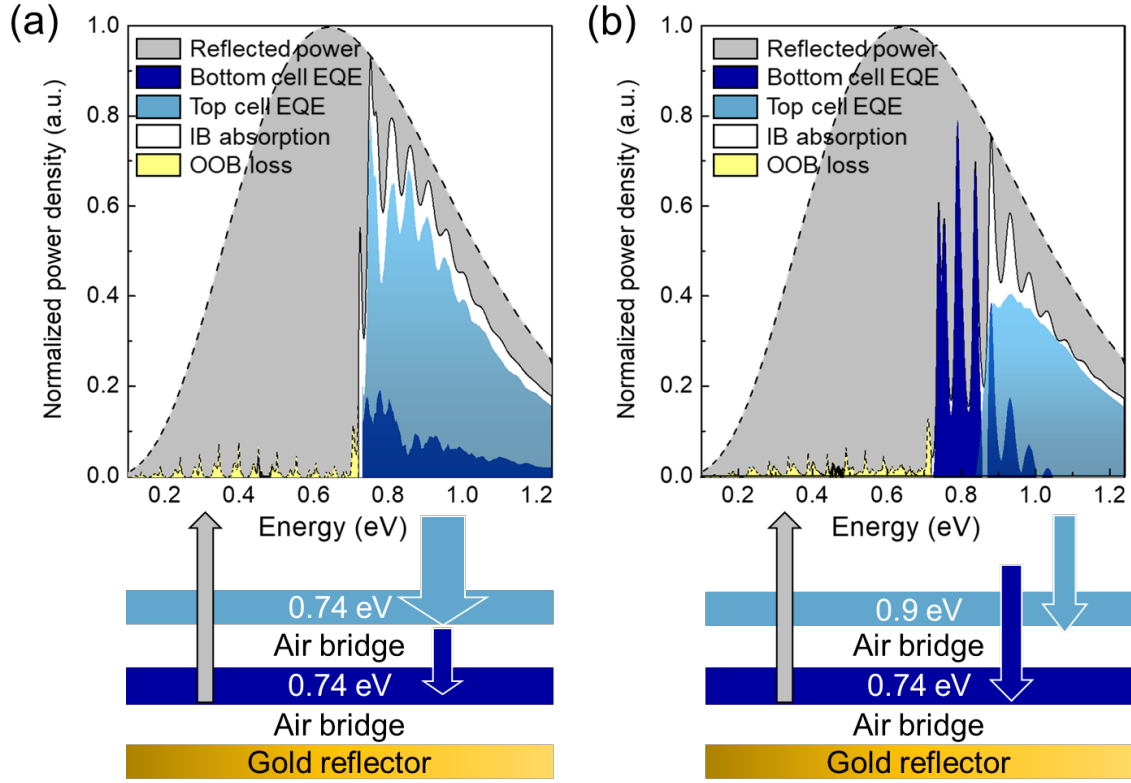 (a)
Normalized power density (a.u.)
1.0
0.8
0.6
0.4
0.2
0.0
Reflected power
Bottom cell EQE
Top cell EQE
IB absorption
OOB loss
0.2 0.4 0.6 0.8 1.0 1.2
Energy (eV)
0.74 eV
Air bridge
0.74 eV
Air bridge
Gold reflector
(b)
Normalized power density (a.u.)
1.0
0.8
0.6
0.4
0.2
0.0
Reflected power
Bottom cell EQE
Top cell EQE
IB absorption
OOB loss
0.2 0.4 0.6 0.8 1.0 1.2
Energy (eV)
0.9 eV
Air bridge
0.74 eV
Air bridge
Gold reflector